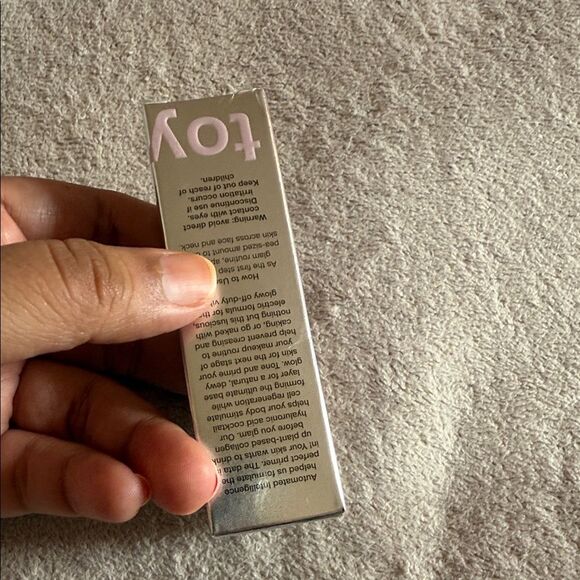 Automated Intelligence
helped us formulate the
perfect primer. The data is
in! Your skin wants to drink
up plant-based collagen
before you glam. Our
hyaluronic acid cocktail
helps your body stimulate
cell regeneration while
forming the ultimate base
layer for a natural, dewy
glow. Tone and prime your
skin for the next stage of
your makeup routine to
help prevent creasing and
caking, or go naked with
nothing but this luscious,
electric formula for
glowy off-duty
How to Use
As the first step
glam routine,
pea-sized amount to
skin across face and neck.
Warning: avoid direct
contact with eyes.
Discontinue use if
irritation occurs.
Keep out of reach of
children.
toy